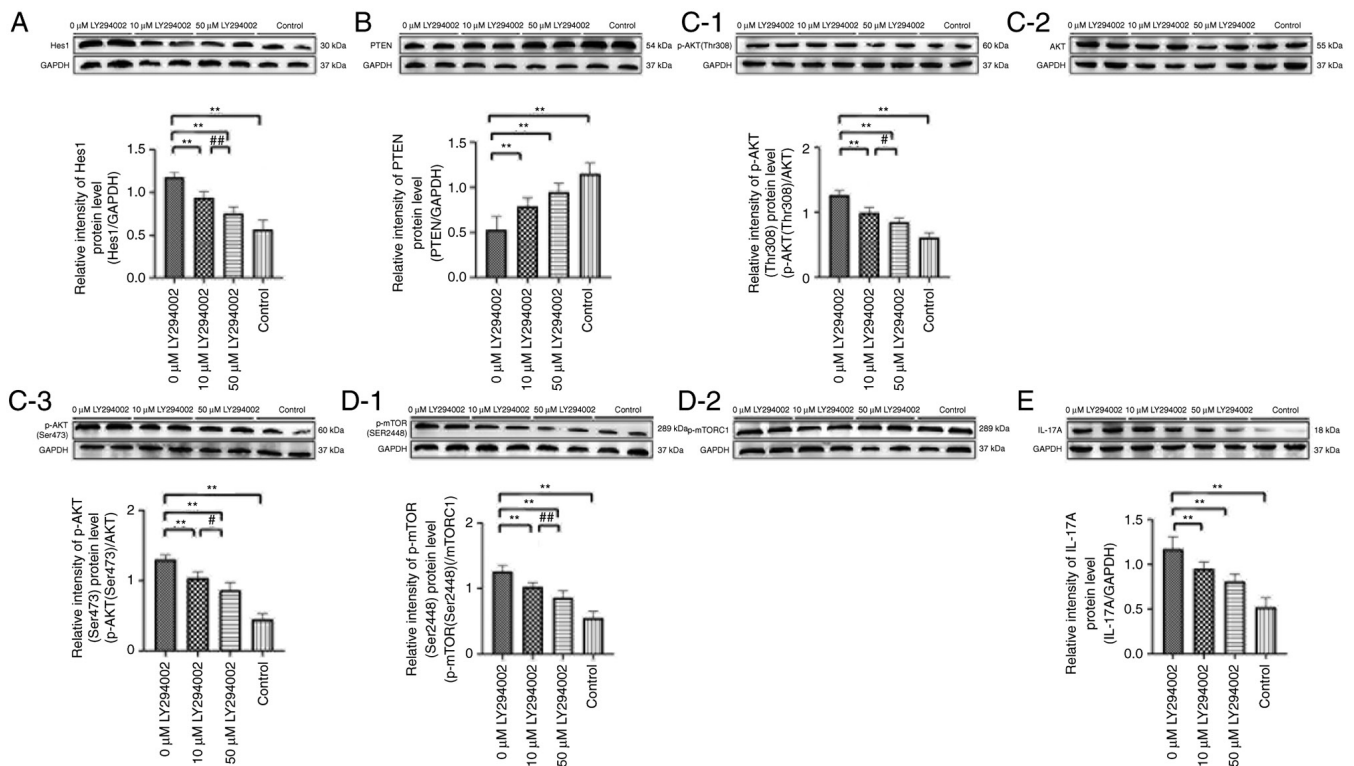 A
0 µM LY294002 10 µM LY294002 50 µM LY294002 Control
Hes1 30 kDa
GAPDH 37 kDa
**
**
** ##
Relative intensity of Hes1
protein level
(Hes1/GAPDH)
1.5
1.0
0.5
0.0
0 µM LY294002
10 µM LY294002
50 µM LY294002
Control
B
0 µM LY294002 10 µM LY294002 50 µM LY294002 Control
PTEN 54 kDa
GAPDH 37 kDa
**
**
**
Relative intensity of PTEN
protein
(PTEN/GAPDH)
1.5
1.0
0.5
0.0
0 µM LY294002
10 µM LY294002
50 µM LY294002
Control
C-1
0 µM LY294002 10 µM LY294002 50 µM LY294002 Control
p-AKT(Thr308) 60 kDa
GAPDH 37 kDa
**
**
** #
Relative intensity of p-AKT
(Thr308) protein level
(p-AKT(Thr308)/AKT)
2
1
0
0 µM LY294002
10 µM LY294002
50 µM LY294002
Control
C-2
0 µM LY294002 10 µM LY294002 50 µM LY294002 Control
AKT 55 kDa
GAPDH 37 kDa
C-3
0 µM LY294002 10 µM LY294002 50 µM LY294002 Control
p-AKT
(Ser473) 60 kDa
GAPDH 37 kDa
**
**
** #
Relative intensity of p-AKT
(Ser473) protein level
(p-AKT(Ser473)/AKT)
2
1
0
0 µM LY294002
10 µM LY294002
50 µM LY294002
Control
D-1
0 µM LY294002 10 µM LY294002 50 µM LY294002 Control
p-mTOR
(SER2448) 289 kDa
GAPDH 37 kDa
**
**
** ##
Relative intensity of p-mTOR
(Ser2448) protein level
(p-mTOR(Ser2448)(/mTORC1)
2
1
0
0 µM LY294002
10 µM LY294002
50 µM LY294002
Control
D-2
0 µM LY294002 10 µM LY294002 50 µM LY294002 Control
p-mTORC1 289 kDa
GAPDH 37 kDa
E
0 µM LY294002 10 µM LY294002 50 µM LY294002 Control
IL-17A 18 kDa
GAPDH 37 kDa
**
**
**
Relative intensity of IL-17A
protein level
(IL-17A/GAPDH)
1.5
1.0
0.5
0.0
0 µM LY294002
10 µM LY294002
50 µM LY294002
Control